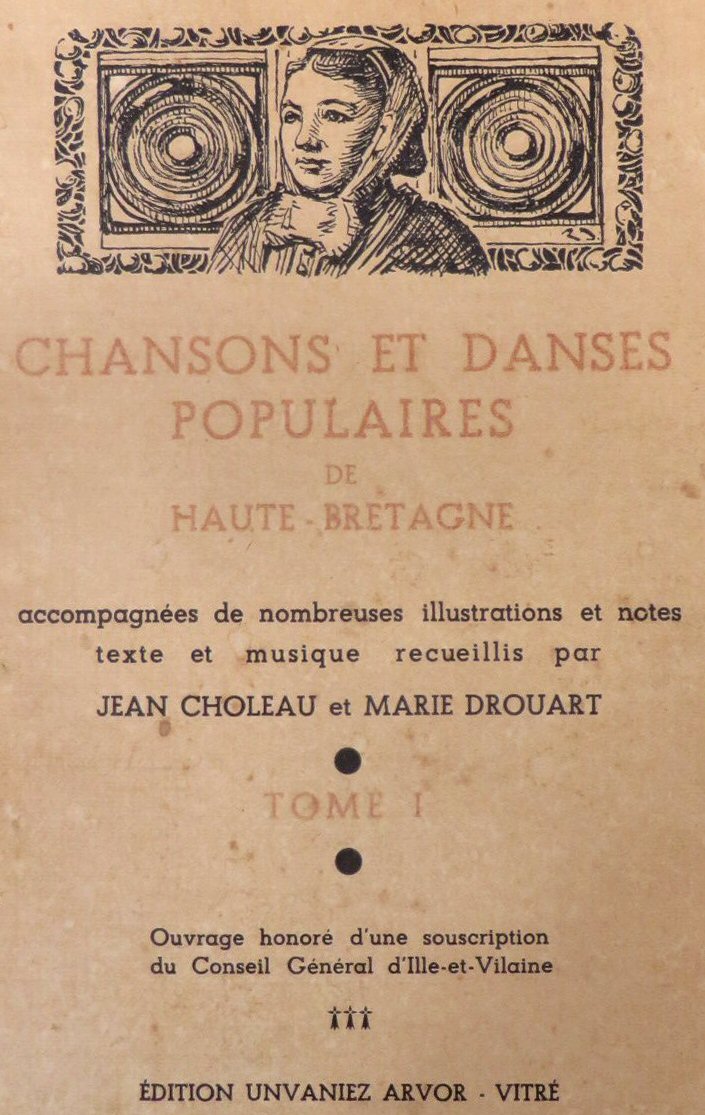 CHANSONS ET DANSES
POPULAIRES
DE
HAUTE-BRETAGNE
accompagnées de nombreuses illustrations et notes
texte et musique recueillis par
JEAN CHOLEAU et MARIE DROUART
TOME I
Ouvrage honoré d'une souscription
du Conseil Général d'Ille-et-Vilaine
ÉDITION UNVANIEZ ARVOR - VITRÉ